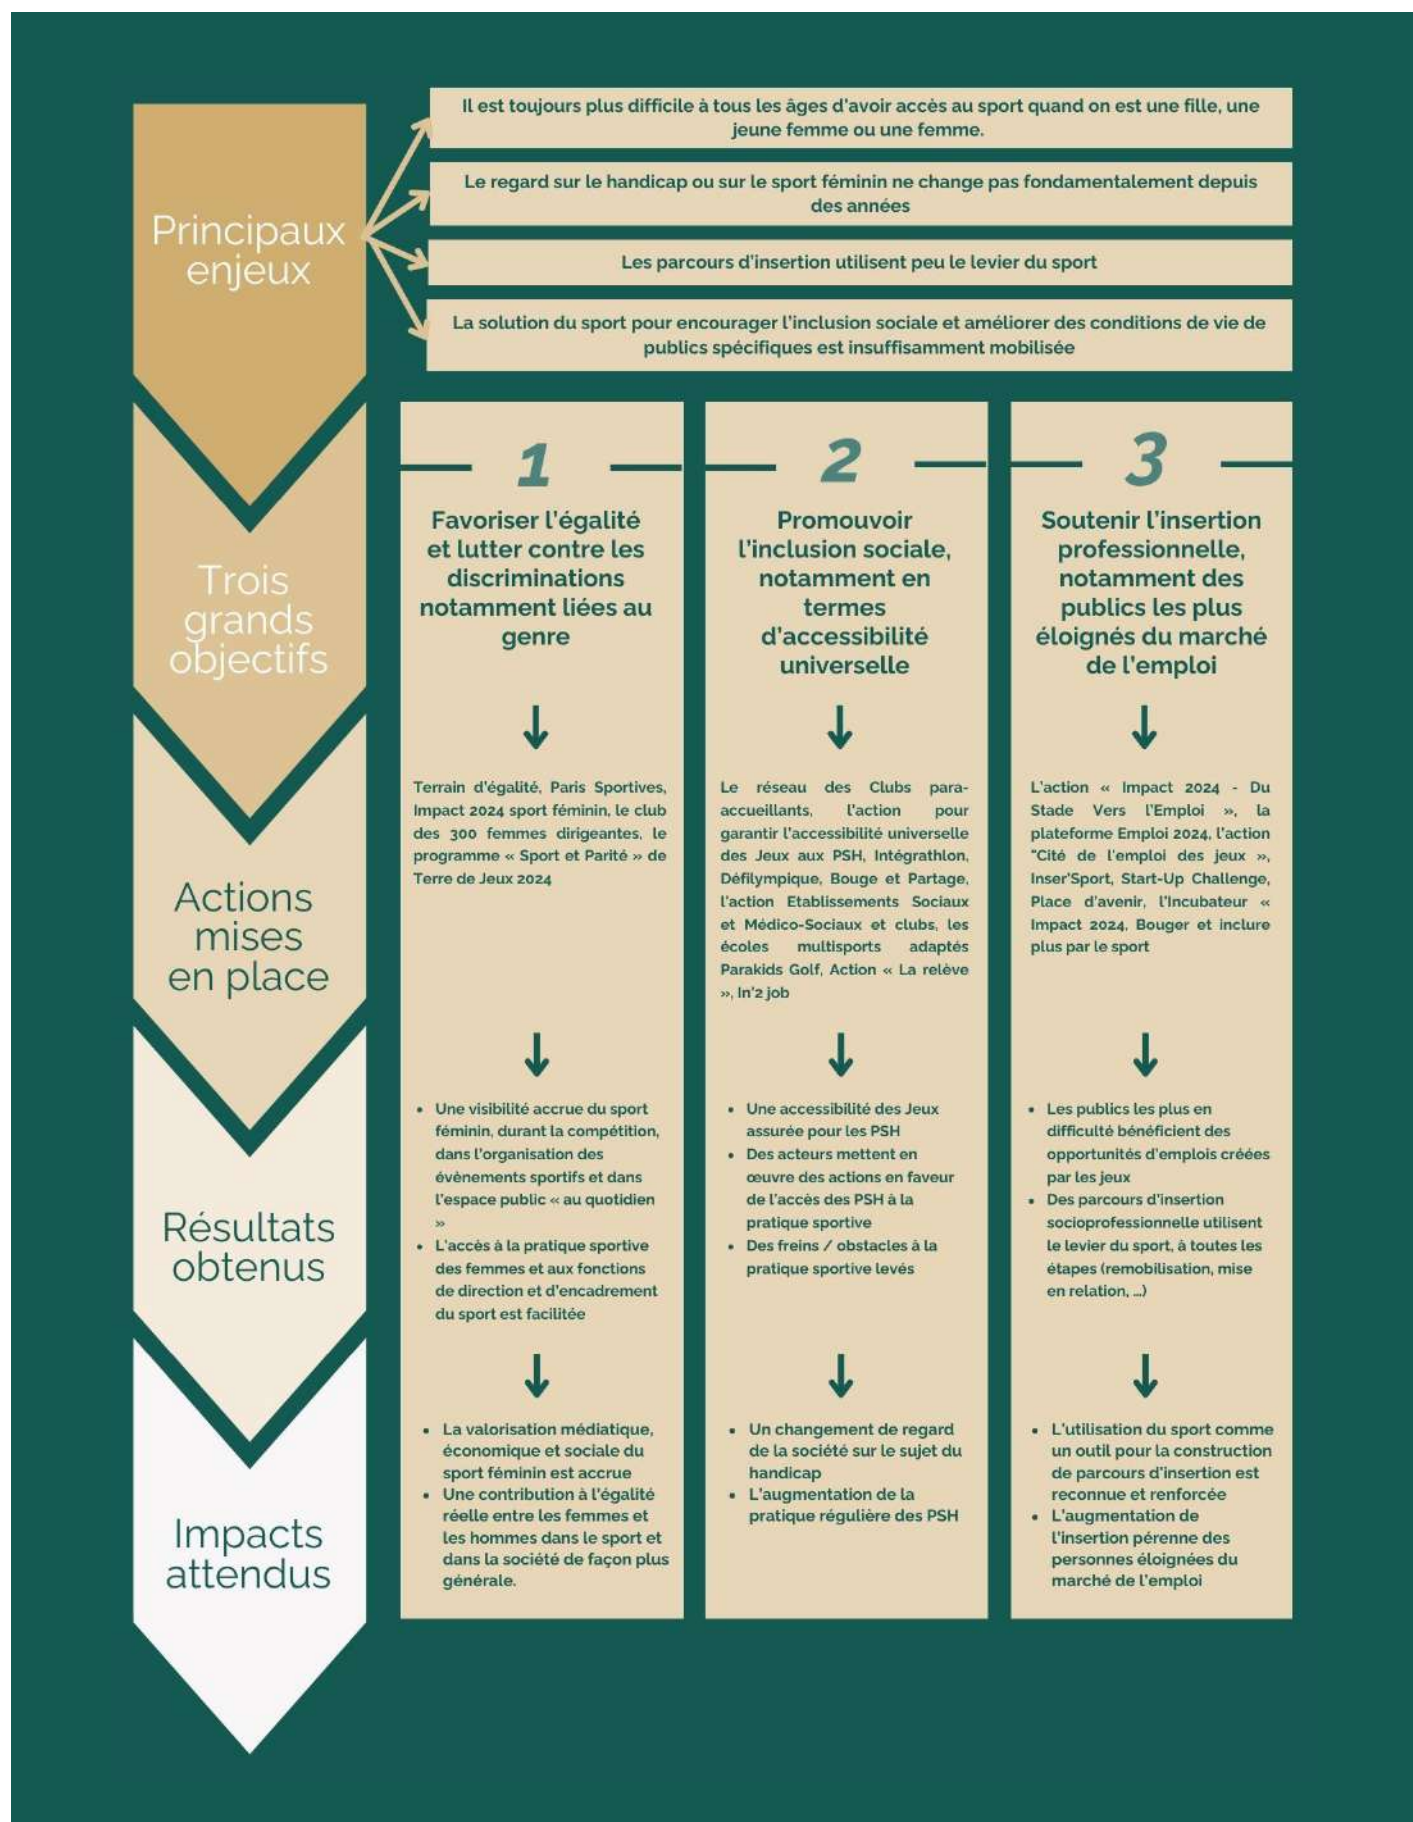 Principaux
enjeux
Il est toujours plus difficile à tous les âges d'avoir accès au sport quand on est une fille, une
jeune femme ou une femme.
Le regard sur le handicap ou sur le sport féminin ne change pas fondamentalement depuis
des années
Les parcours d'insertion utilisent peu le levier du sport
La solution du sport pour encourager l'inclusion sociale et améliorer des conditions de vie de
publics spécifiques est insuffisamment mobilisée
Trois
grands
objectifs
1
Favoriser l'égalité
et lutter contre les
discriminations
notamment liées au
genre
2
Promouvoir
l'inclusion sociale,
notamment en
termes
d'accessibilité
universelle
3
Soutenir l'insertion
professionnelle,
notamment des
publics les plus
éloignés du marché
de l'emploi
Actions
mises
en place
Terrain d'égalité, Paris Sportives,
Impact 2024 sport féminin, le club
des 300 femmes dirigeantes, le
programme « Sport et Parité » de
Terre de Jeux 2024
Le réseau des Clubs para-
accueillants, l'action pour
garantir l'accessibilité universelle
des Jeux aux PSH, Intégrathlon,
Défilympique, Bouge et Partage,
l'action Etablissements Sociaux
et Médico-Sociaux et clubs, les
écoles multisports adaptés
Parakids Golf, Action « La relève
», In'2 job
L'action « Impact 2024 - Du
Stade Vers l'Emploi », la
plateforme Emploi 2024, l'action
"Cité de l'emploi des jeux »,
Inser'Sport, Start-Up Challenge,
Place d'avenir, l'Incubateur «
Impact 2024, Bouger et inclure
plus par le sport
Résultats
obtenus
• Une visibilité accrue du sport
féminin, durant la compétition,
dans l'organisation des
évènements sportifs et dans
l'espace public « au quotidien
»
• L'accès à la pratique sportive
des femmes et aux fonctions
de direction et d'encadrement
du sport est facilitée
• Une accessibilité des Jeux
assurée pour les PSH
• Des acteurs mettent en
œuvre des actions en faveur
de l'accès des PSH à la
pratique sportive
• Des freins / obstacles à la
pratique sportive levés
• Les publics les plus en
difficulté bénéficient des
opportunités d'emplois créées
par les jeux
• Des parcours d'insertion
socioprofessionnelle utilisent
le levier du sport, à toutes les
étapes (remobilisation, mise
en relation, …)
Impacts
attendus
• La valorisation médiatique,
économique et sociale du
sport féminin est accrue
• Une contribution à l'égalité
réelle entre les femmes et
les hommes dans le sport et
dans la société de façon plus
générale.
• Un changement de regard
de la société sur le sujet du
handicap
• L'augmentation de la
pratique régulière des PSH
• L'utilisation du sport comme
un outil pour la construction
de parcours d'insertion est
reconnue et renforcée
• L'augmentation de
l'insertion pérenne des
personnes éloignées du
marché de l'emploi